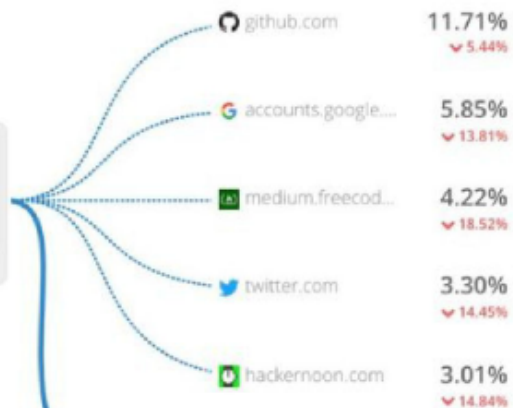 github.com 11.71%
5.44%
accounts.google.... 5.85%
13.81%
medium.freecod... 4.22%
18.52%
twitter.com 3.30%
14.45%
hackernoon.com 3.01%
14.84%